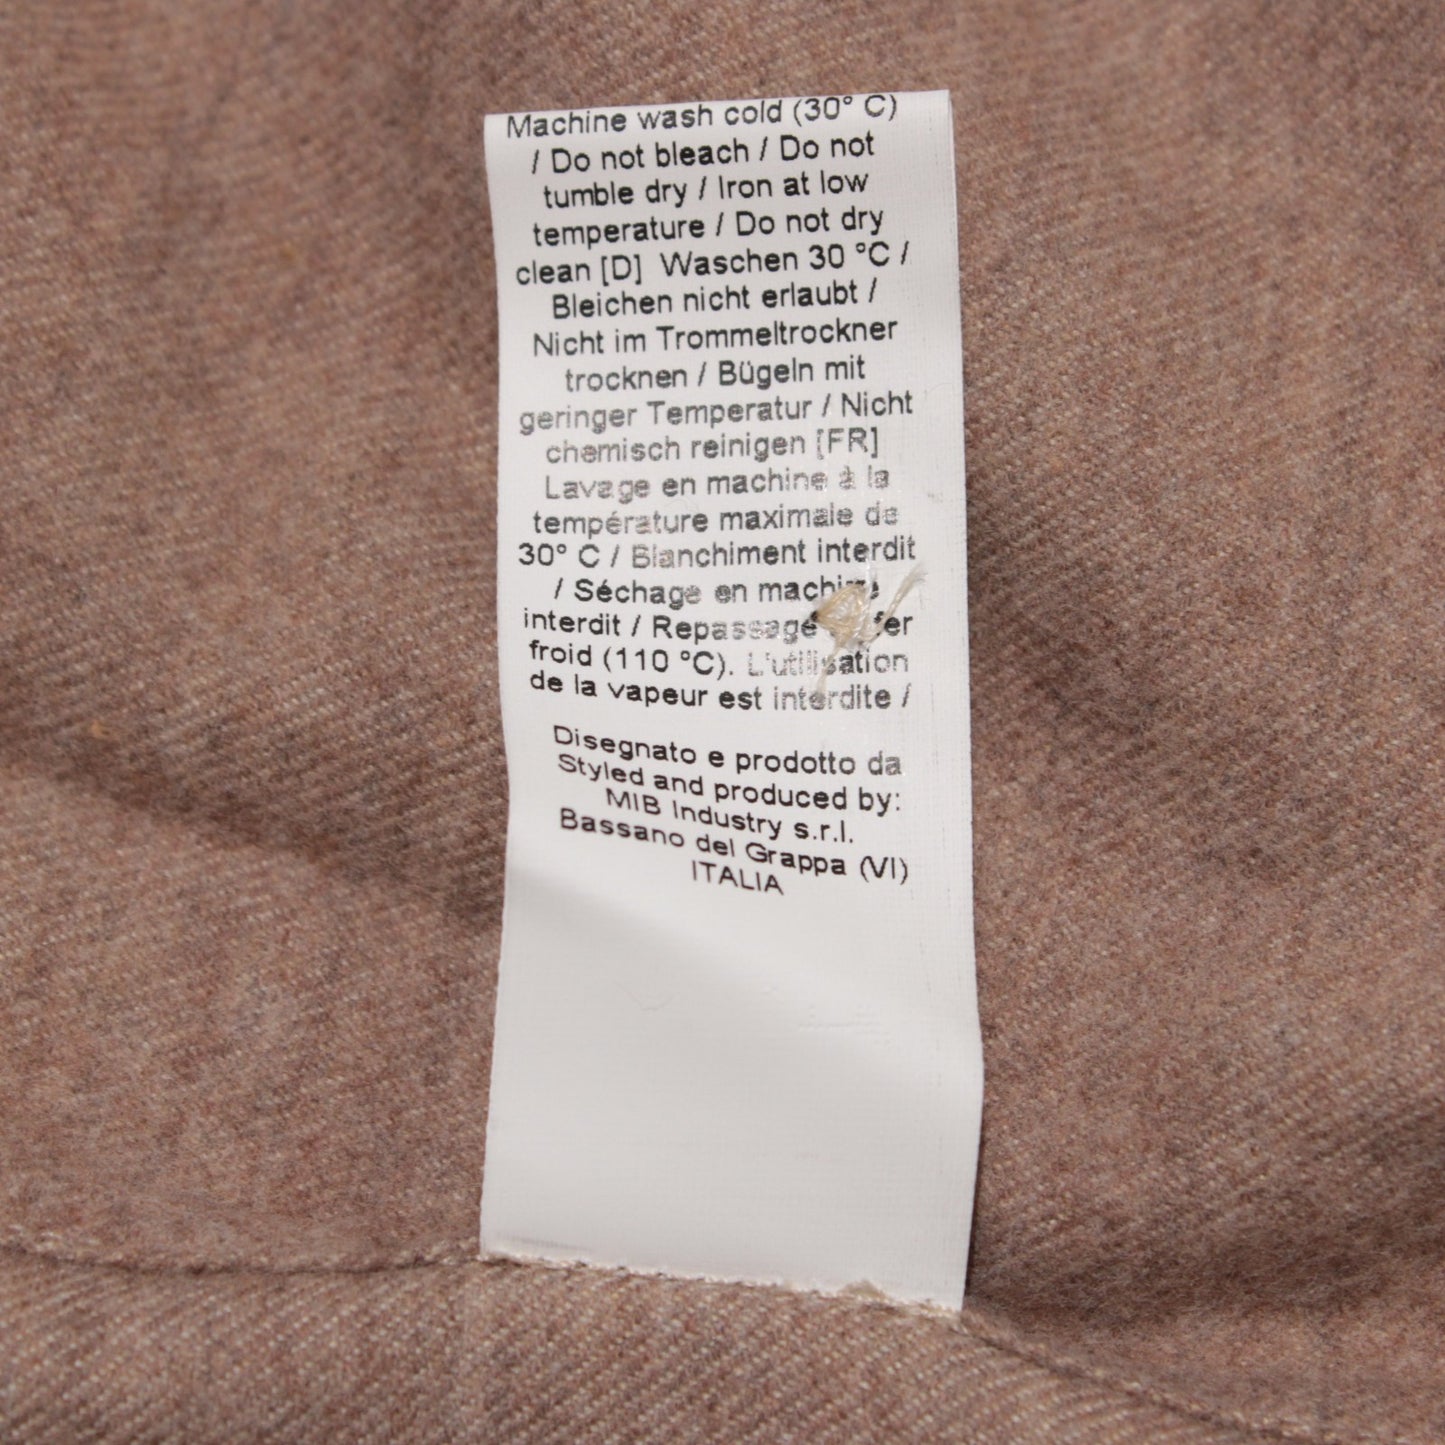 Machine wash cold (30° C)
/ Do not bleach / Do not
tumble dry / Iron at low
temperature / Do not dry
clean [D] Waschen 30 °C /
Bleichen nicht erlaubt /
Nicht im Trommeltrockner
trocknen / Bügeln mit
geringer Temperatur / Nicht
chemisch reinigen [FR]
Lavage en machine à la
température maximale de
30° C / Blanchiment interdit
/ Séchage en machine
interdit / Repassage fer
froid (110 °C). L'utilisation
de la vapeur est interdite /
Disegnato e prodotto da
Styled and produced by:
MIB Industry s.r.l.
Bassano del Grappa (VI)
ITALIA